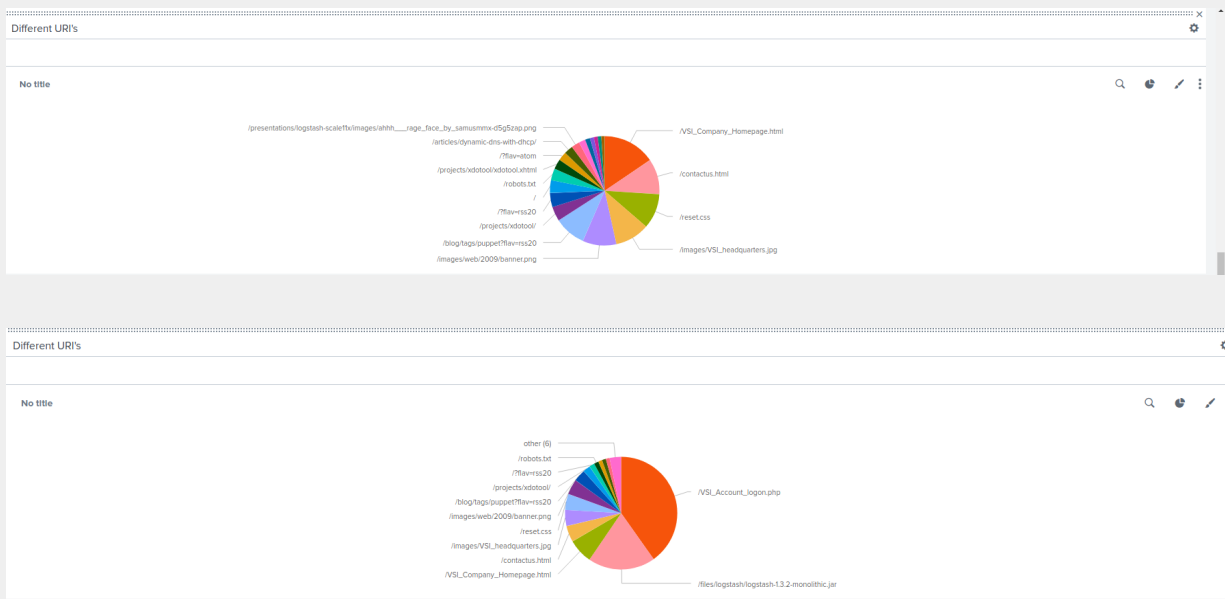 Different URI's
No title
/presentations/logstash-scale11x/images/ahhh___rage_face_by_samusmmx-d5g5zap.png
/articles/dynamic-dns-with-dhcp/
/?flav=atom
/projects/xdotool/xdotool.xhtml
/robots.txt
/
/?flav=rss20
/projects/xdotool/
/blog/tags/puppet?flav=rss20
/images/web/2009/banner.png
/VSI_Company_Homepage.html
/contactus.html
/reset.css
/images/VSI_headquarters.jpg
Different URI's
No title
other (6)
/robots.txt
/?flav=rss20
/projects/xdotool/
/blog/tags/puppet?flav=rss20
/images/web/2009/banner.png
/reset.css
/images/VSI_headquarters.jpg
/contactus.html
/VSI_Company_Homepage.html
/VSI_Account_logon.php
/files/logstash/logstash-1.3.2-monolithic.jar